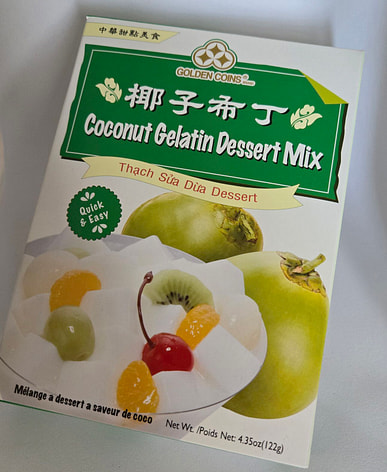 中華甜點美食
GOLDEN COINS®
椰子布丁
Coconut Gelatin Dessert Mix
Thạch Sữa Dừa Dessert
Quick
& Easy
Mélange a dessert a saveur de coco
Net Wt. /Poids Net: 4.35oz(122g)